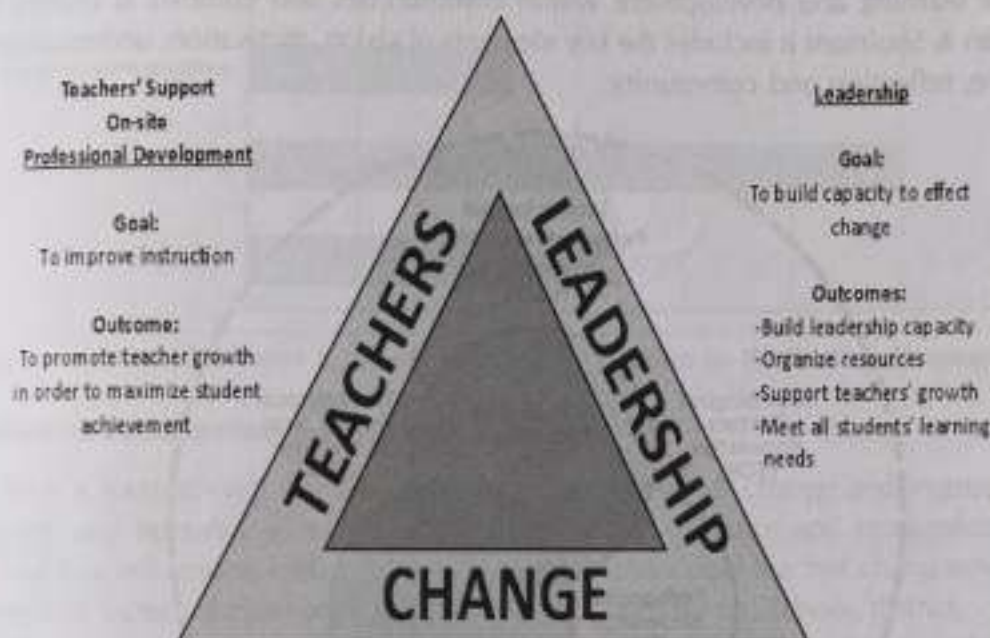 Teachers' Support
On-site
Professional Development
Goal:
To improve instruction
Outcome:
To promote teacher growth
in order to maximize student
achievement
TEACHERS
LEADERSHIP
CHANGE
Leadership
Goal:
To build capacity to effect
change
Outcomes:
-Build leadership capacity
-Organize resources
-Support teachers' growth
-Meet all students' learning
needs